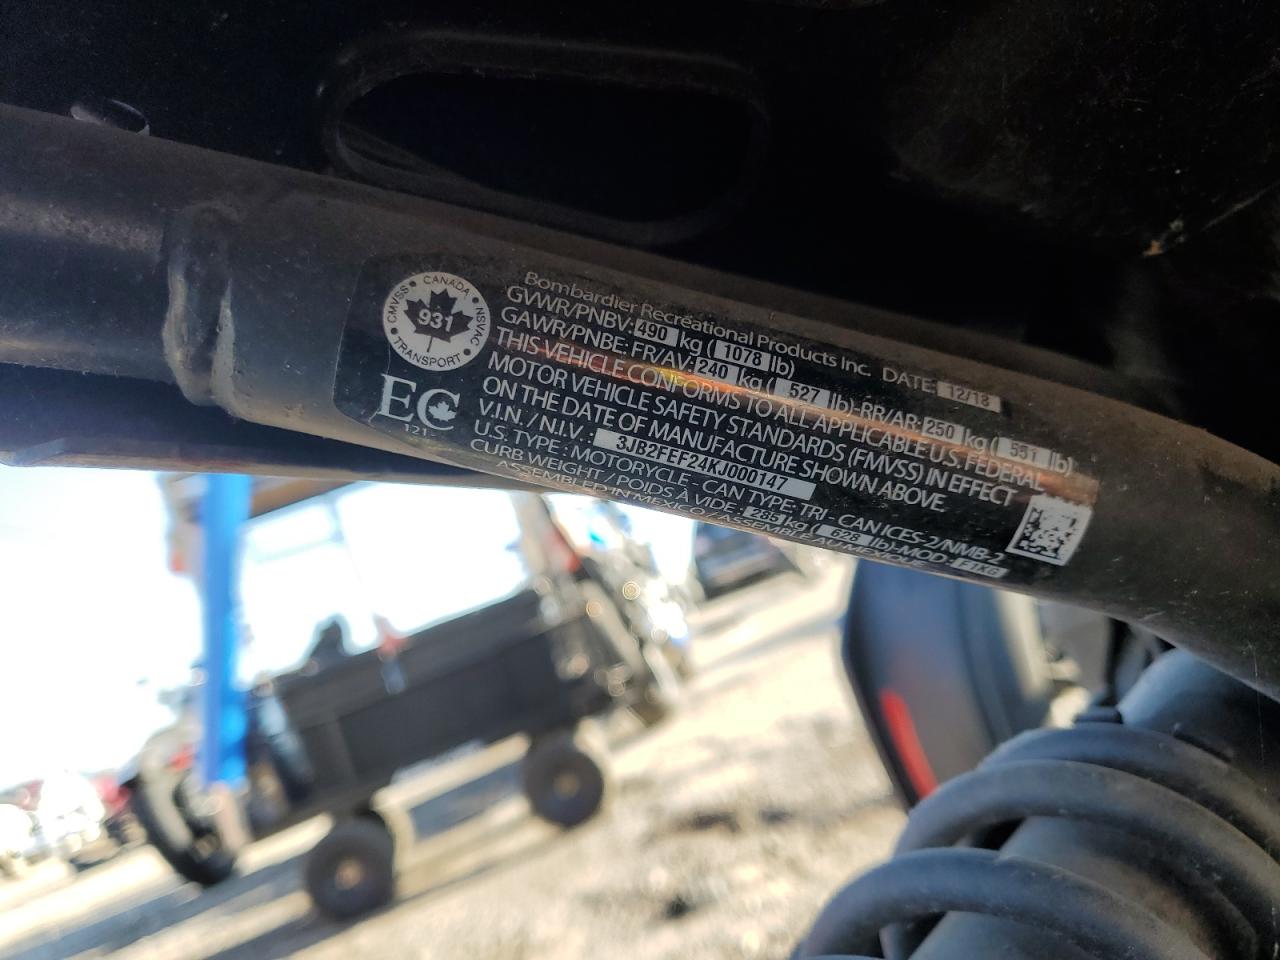 CMVSS • CANADA • NSVAC • TRANSPORT •
931
EC
121-
Bombardier Recreational Products Inc. DATE: 12/18
GVWR/PNBV: 490 kg ( 1078 lb)
GAWR/PNBE: FR/AV: 240 kg ( 527 lb)-RR/AR: 250 kg ( 551 lb)
THIS VEHICLE CONFORMS TO ALL APPLICABLE U.S. FEDERAL
MOTOR VEHICLE SAFETY STANDARDS (FMVSS) IN EFFECT
ON THE DATE OF MANUFACTURE SHOWN ABOVE.
V.I.N. / N.I.V.: 3JB2FEF24KJ000147
U.S. TYPE: MOTORCYCLE - CAN TYPE: TRI - CAN ICES-2/NMB-2
CURB WEIGHT / POIDS À VIDE : 285 kg ( 628 lb)-MOD : F1KG
ASSEMBLED IN MEXICO / ASSEMBLÉ AU MEXIQUE